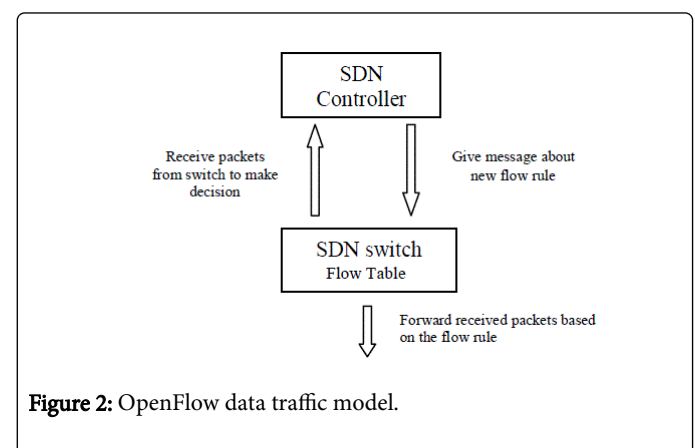 SDN
Controller
Receive packets
from switch to make
decision
Give message about
new flow rule
SDN switch
Flow Table
Forward received packets based
on the flow rule
Figure 2: OpenFlow data traffic model.